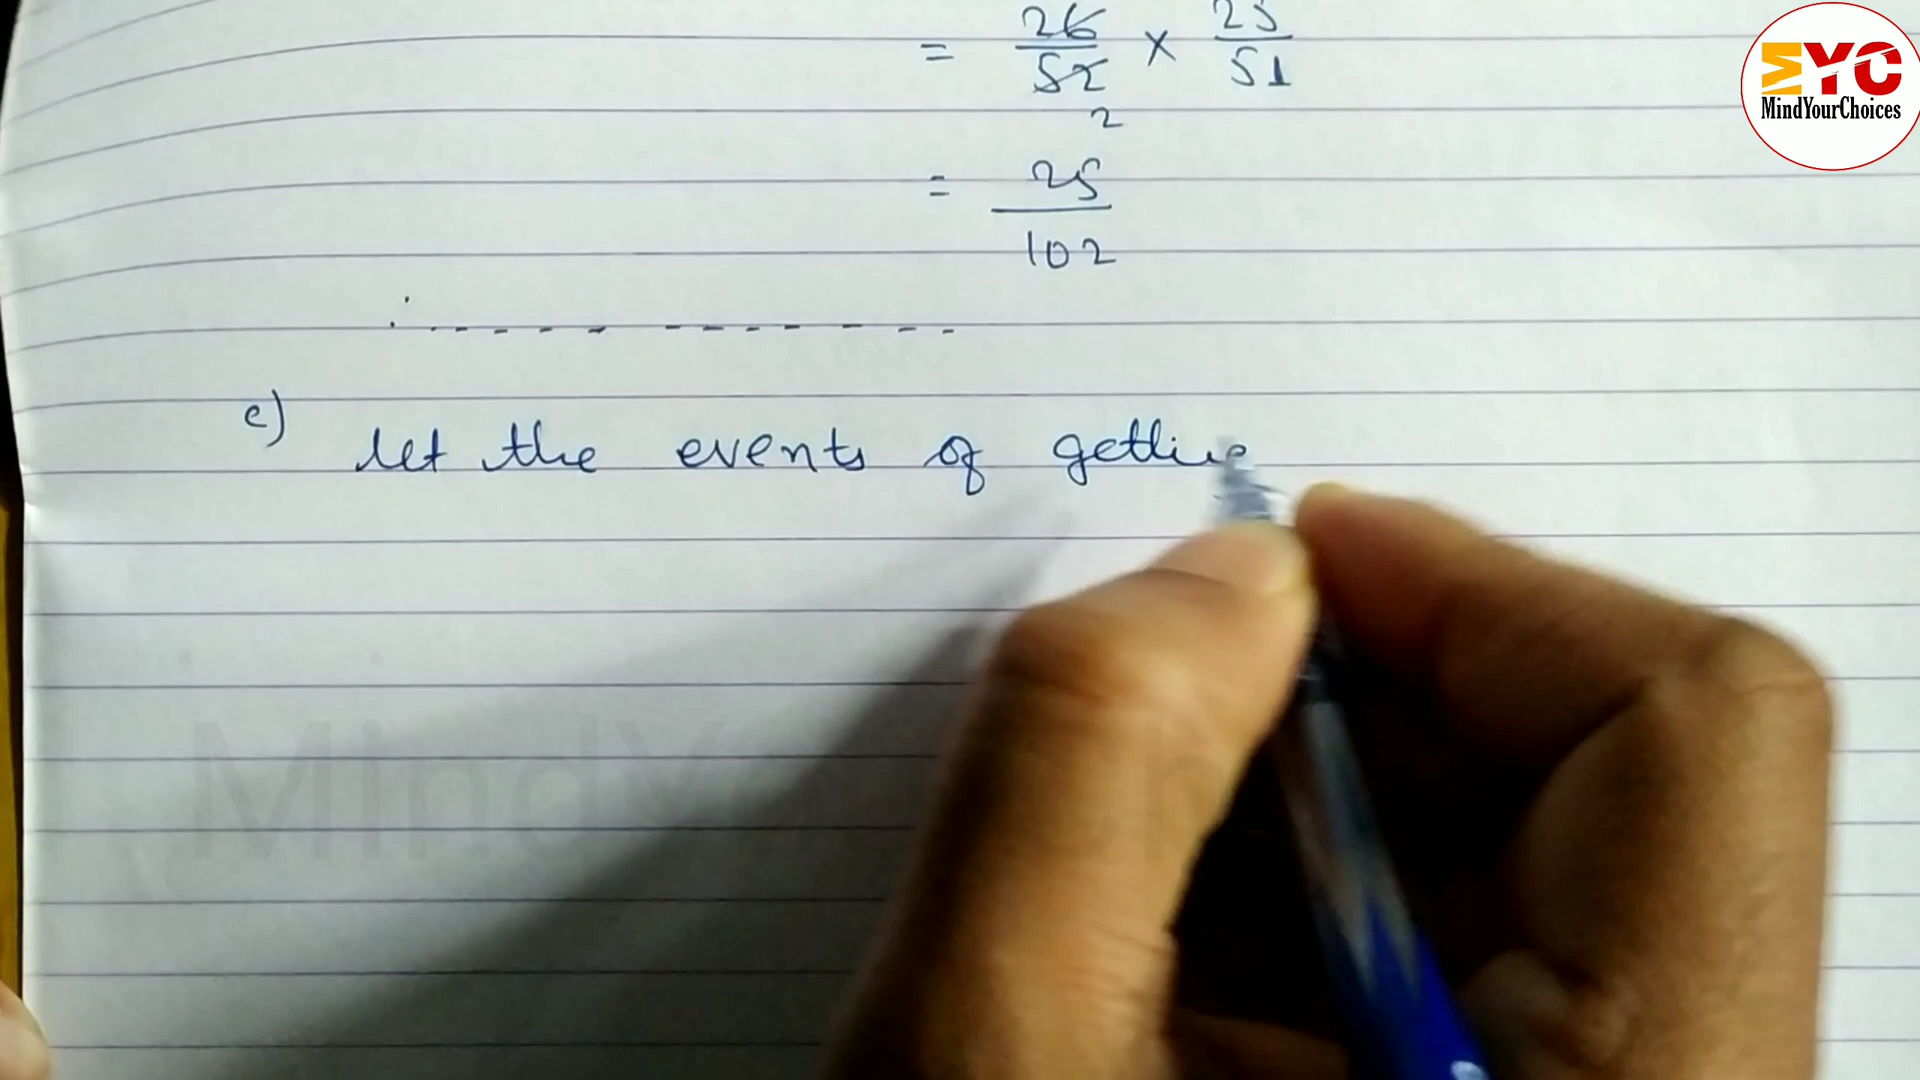 = 26/52 × 25/51
2
= 25/102
∴ - - - - - - - - - - -
c) Let the events of getting
MYC
MindYourChoices